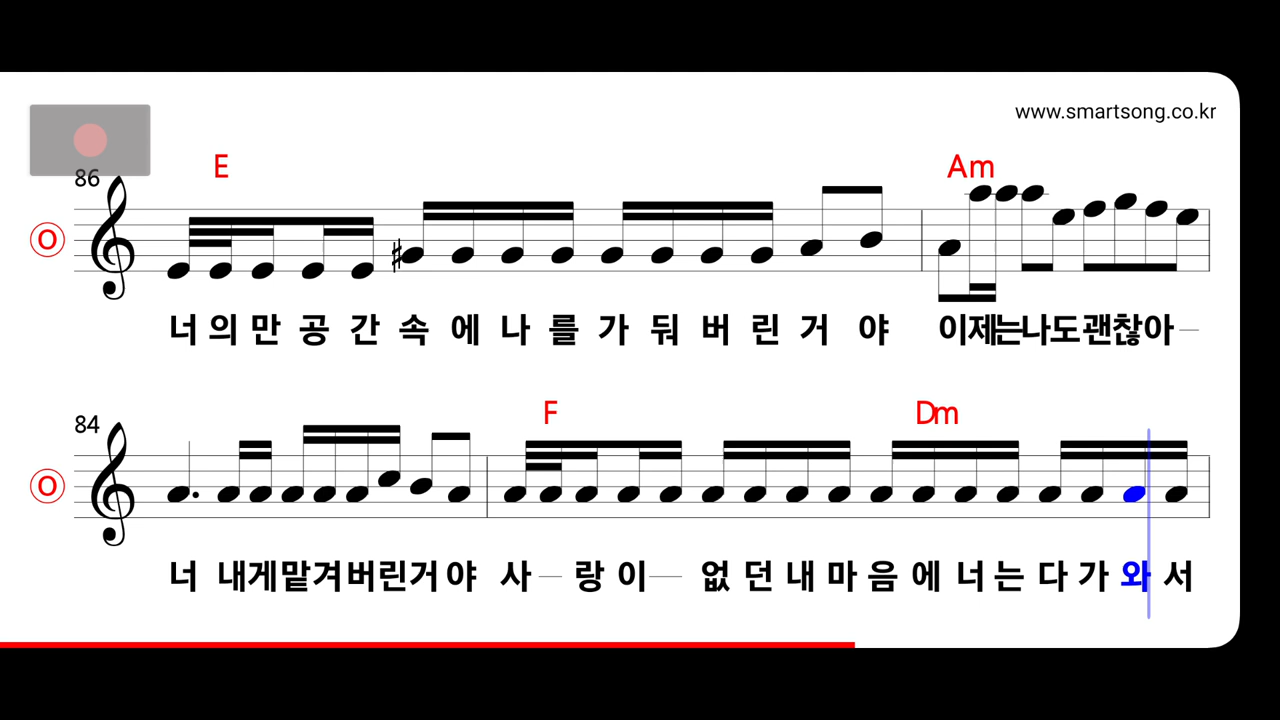 www.smartsong.co.kr
E Am
86
O
너의만공간속에나를가둬버린거야 이제는나도괜찮아
F Dm
84
O
너 내게맡겨버린거야 사랑이 없던내마음에너는다가와서